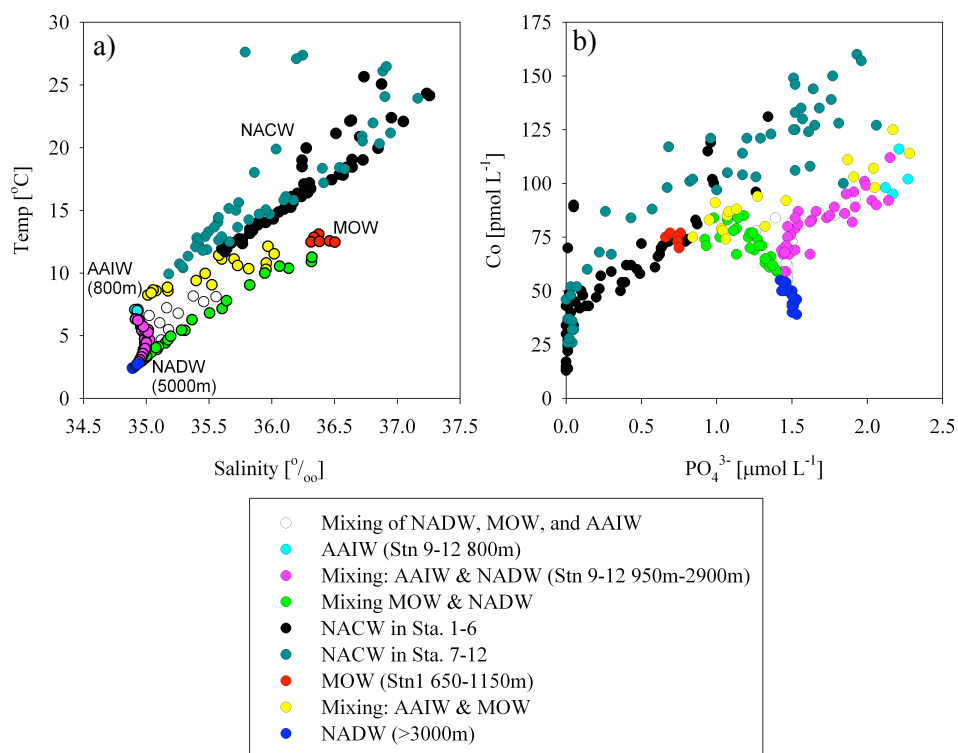 a)
30
25
20
15
10
5
0
Temp [°C]
NACW
MOW
AAIW
(800m)
NADW
(5000m)
34.5 35.0 35.5 36.0 36.5 37.0 37.5
Salinity [°/oo]
b)
175
150
125
100
75
50
25
0
Co [pmol L⁻¹]
0.0 0.5 1.0 1.5 2.0 2.5
PO₄³⁻ [μmol L⁻¹]
Mixing of NADW, MOW, and AAIW
AAIW (Stn 9-12 800m)
Mixing: AAIW & NADW (Stn 9-12 950m-2900m)
Mixing MOW & NADW
NACW in Sta. 1-6
NACW in Sta. 7-12
MOW (Stn1 650-1150m)
Mixing: AAIW & MOW
NADW (>3000m)